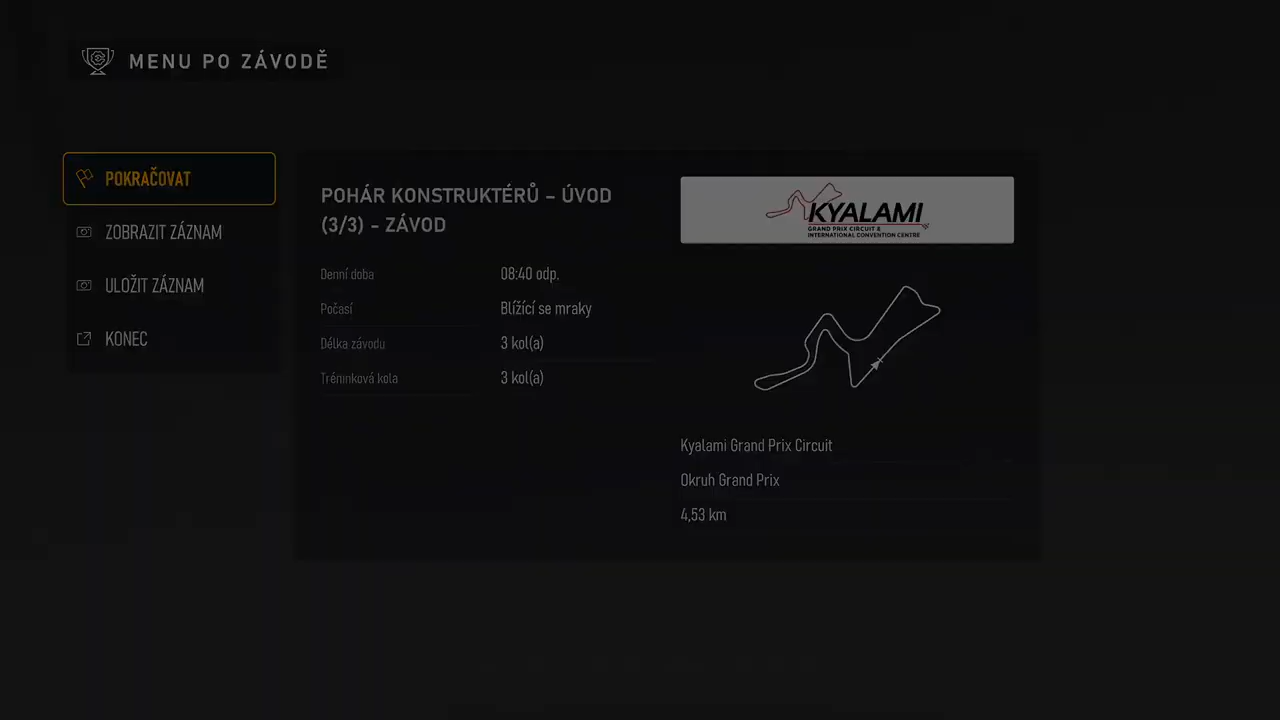 MENU PO ZÁVODĚ
POKRAČOVAT
ZOBRAZIT ZÁZNAM
ULOŽIT ZÁZNAM
KONEC
POHÁR KONSTRUKTÉRŮ – ÚVOD
(3/3) - ZÁVOD
Denní doba 08:40 odp.
Počasí Blížící se mraky
Délka závodu 3 kol(a)
Tréninková kola 3 kol(a)
KYALAMI
GRAND PRIX CIRCUIT &
INTERNATIONAL CONVENTION CENTRE
Kyalami Grand Prix Circuit
Okruh Grand Prix
4,53 km